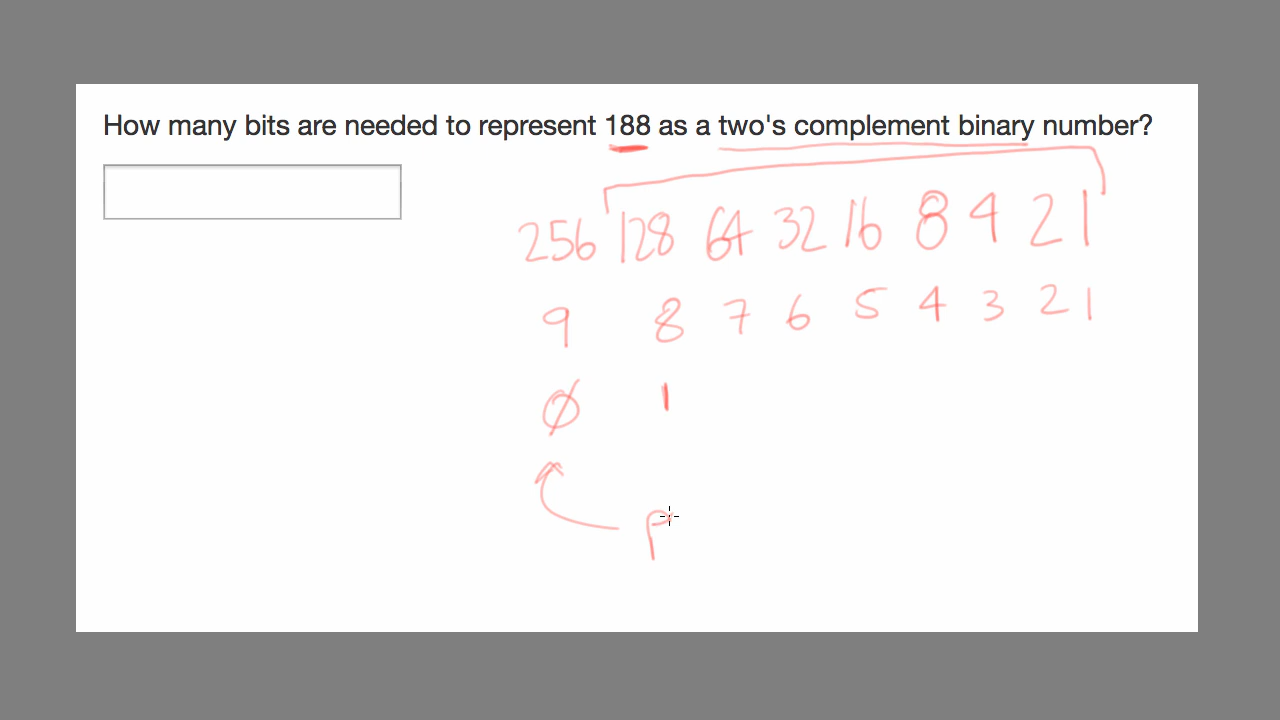 How many bits are needed to represent 188 as a two's complement binary number?
256 128 64 32 16 8 4 2 1
9 8 7 6 5 4 3 2 1
0 1
P